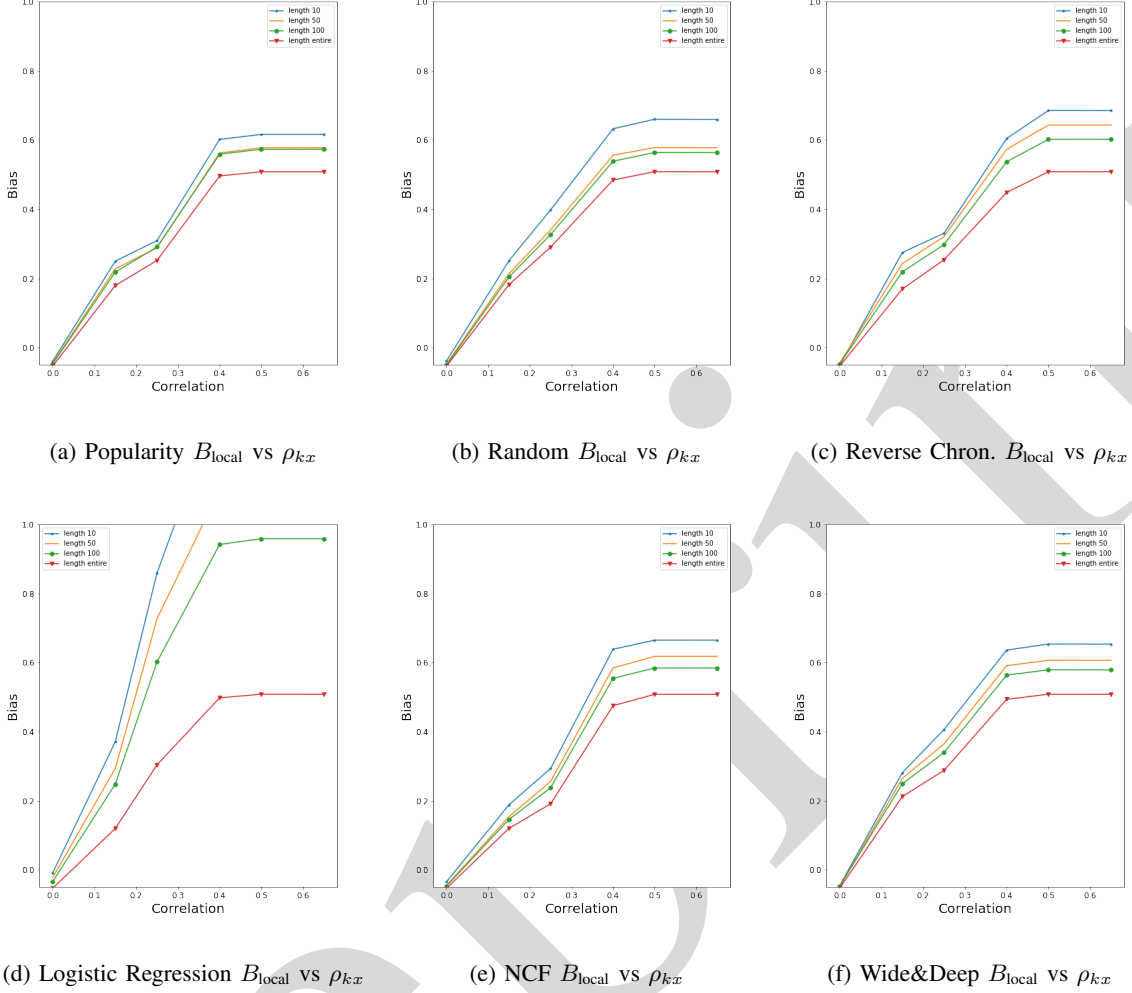 1.0
0.8
0.6
0.4
0.2
0.0
Bias
length 10
length 50
length 100
length entire
0.0 0.1 0.2 0.3 0.4 0.5 0.6
Correlation
(a) Popularity B_local vs ρ_kx
1.0
0.8
0.6
0.4
0.2
0.0
Bias
length 10
length 50
length 100
length entire
0.0 0.1 0.2 0.3 0.4 0.5 0.6
Correlation
(b) Random B_local vs ρ_kx
1.0
0.8
0.6
0.4
0.2
0.0
Bias
length 10
length 50
length 100
length entire
0.0 0.1 0.2 0.3 0.4 0.5 0.6
Correlation
(c) Reverse Chron. B_local vs ρ_kx
1.0
0.8
0.6
0.4
0.2
0.0
Bias
length 10
length 50
length 100
length entire
0.0 0.1 0.2 0.3 0.4 0.5 0.6
Correlation
(d) Logistic Regression B_local vs ρ_kx
1.0
0.8
0.6
0.4
0.2
0.0
Bias
length 10
length 50
length 100
length entire
0.0 0.1 0.2 0.3 0.4 0.5 0.6
Correlation
(e) NCF B_local vs ρ_kx
1.0
0.8
0.6
0.4
0.2
0.0
Bias
length 10
length 50
length 100
length entire
0.0 0.1 0.2 0.3 0.4 0.5 0.6
Correlation
(f) Wide&Deep B_local vs ρ_kx